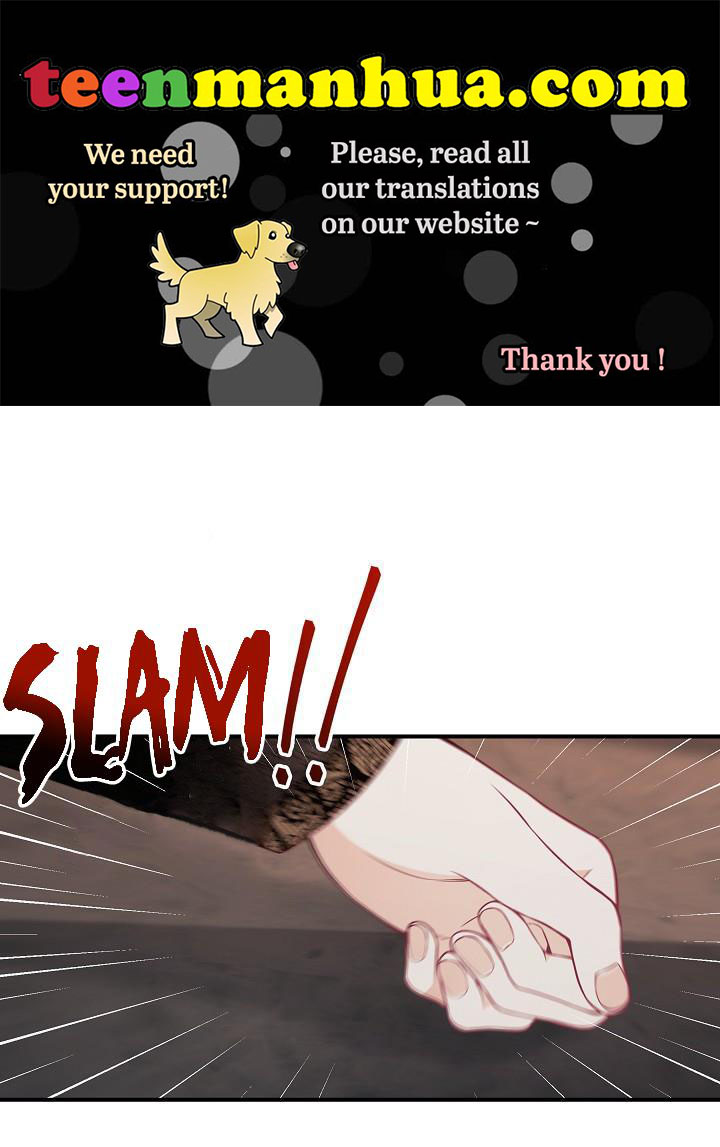 teenmanhua.com
We need
your support!
Please, read all
our translations
on our website ~
Thank you !
SLAM!!